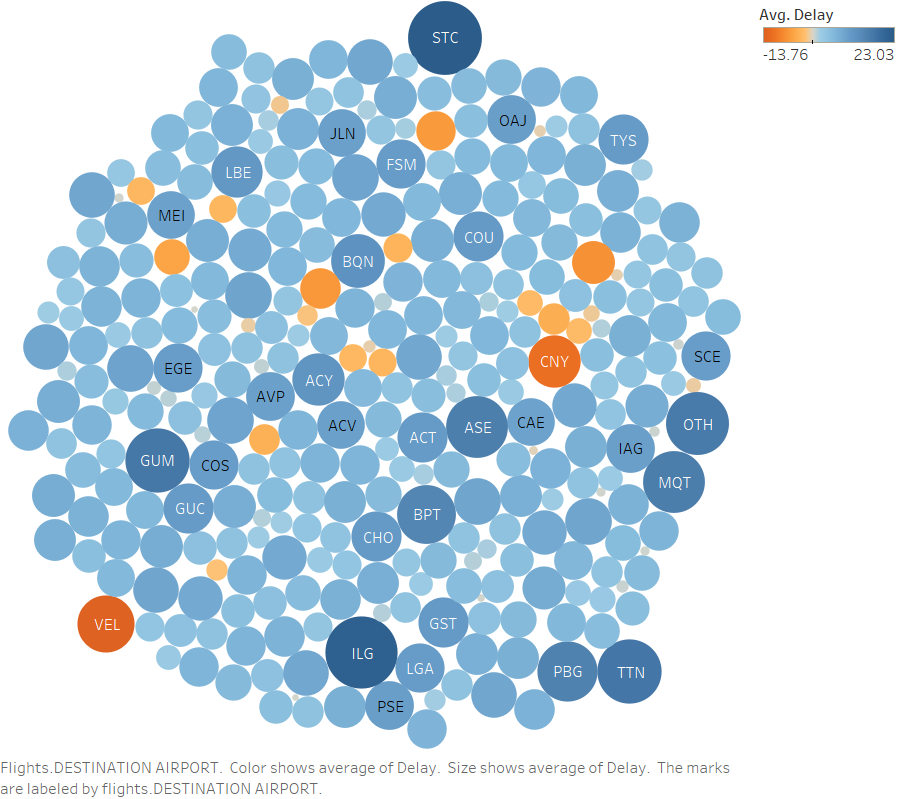 Avg. Delay
-13.76 23.03
STC
OAJ
JLN
TYS
FSM
LBE
MEI
COU
BQN
SCE
CNY
EGE
ACY
AVP
CAE
OTH
ACV
ASE
ACT
IAG
GUM
COS
MQT
GUC
BPT
CHO
VEL
GST
ILG
LGA
PBG
TTN
PSE
Flights.DESTINATION AIRPORT.  Color shows average of Delay.  Size shows average of Delay.  The marks
are labeled by flights.DESTINATION AIRPORT.